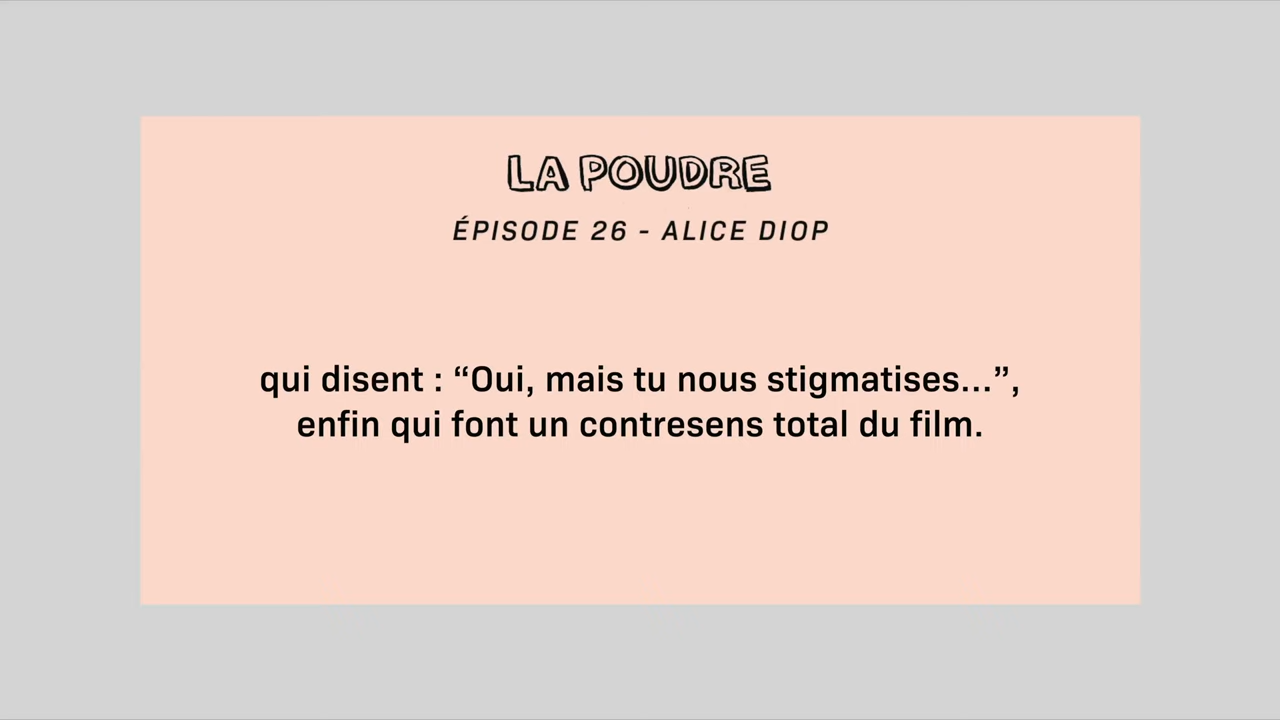 LA POUDRE
ÉPISODE 26 - ALICE DIOP
qui disent : “Oui, mais tu nous stigmatises...”,
enfin qui font un contresens total du film.